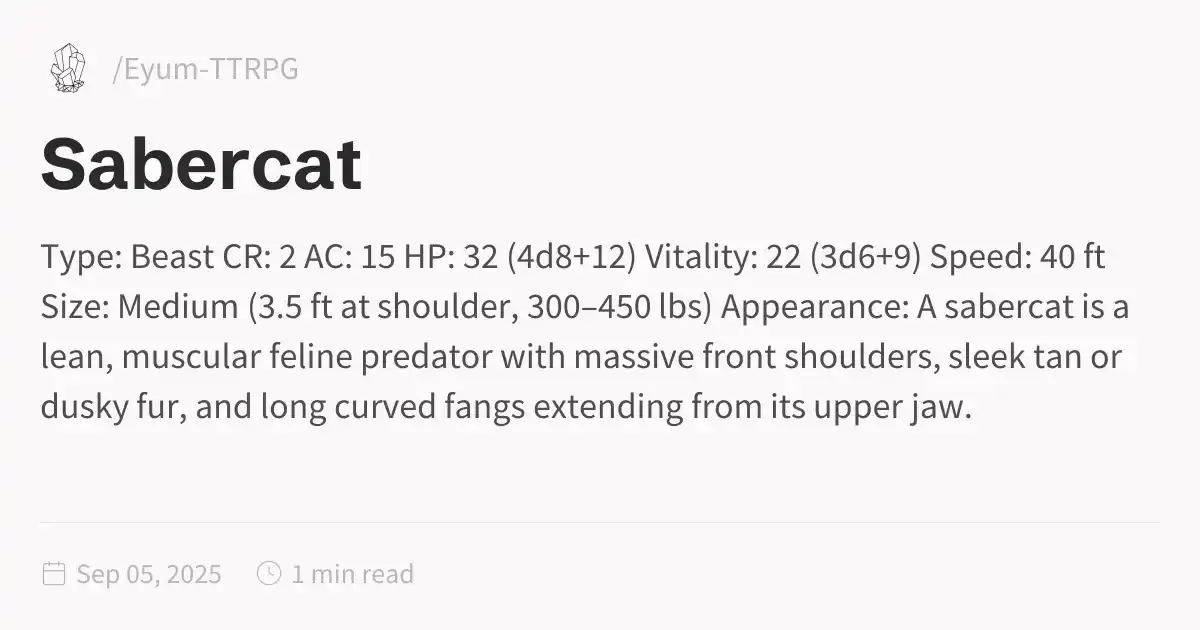 /Eyum-TTRPG
Sabercat
Type: Beast CR: 2 AC: 15 HP: 32 (4d8+12) Vitality: 22 (3d6+9) Speed: 40 ft
Size: Medium (3.5 ft at shoulder, 300–450 lbs) Appearance: A sabercat is a
lean, muscular feline predator with massive front shoulders, sleek tan or
dusky fur, and long curved fangs extending from its upper jaw.
Sep 05, 2025 1 min read